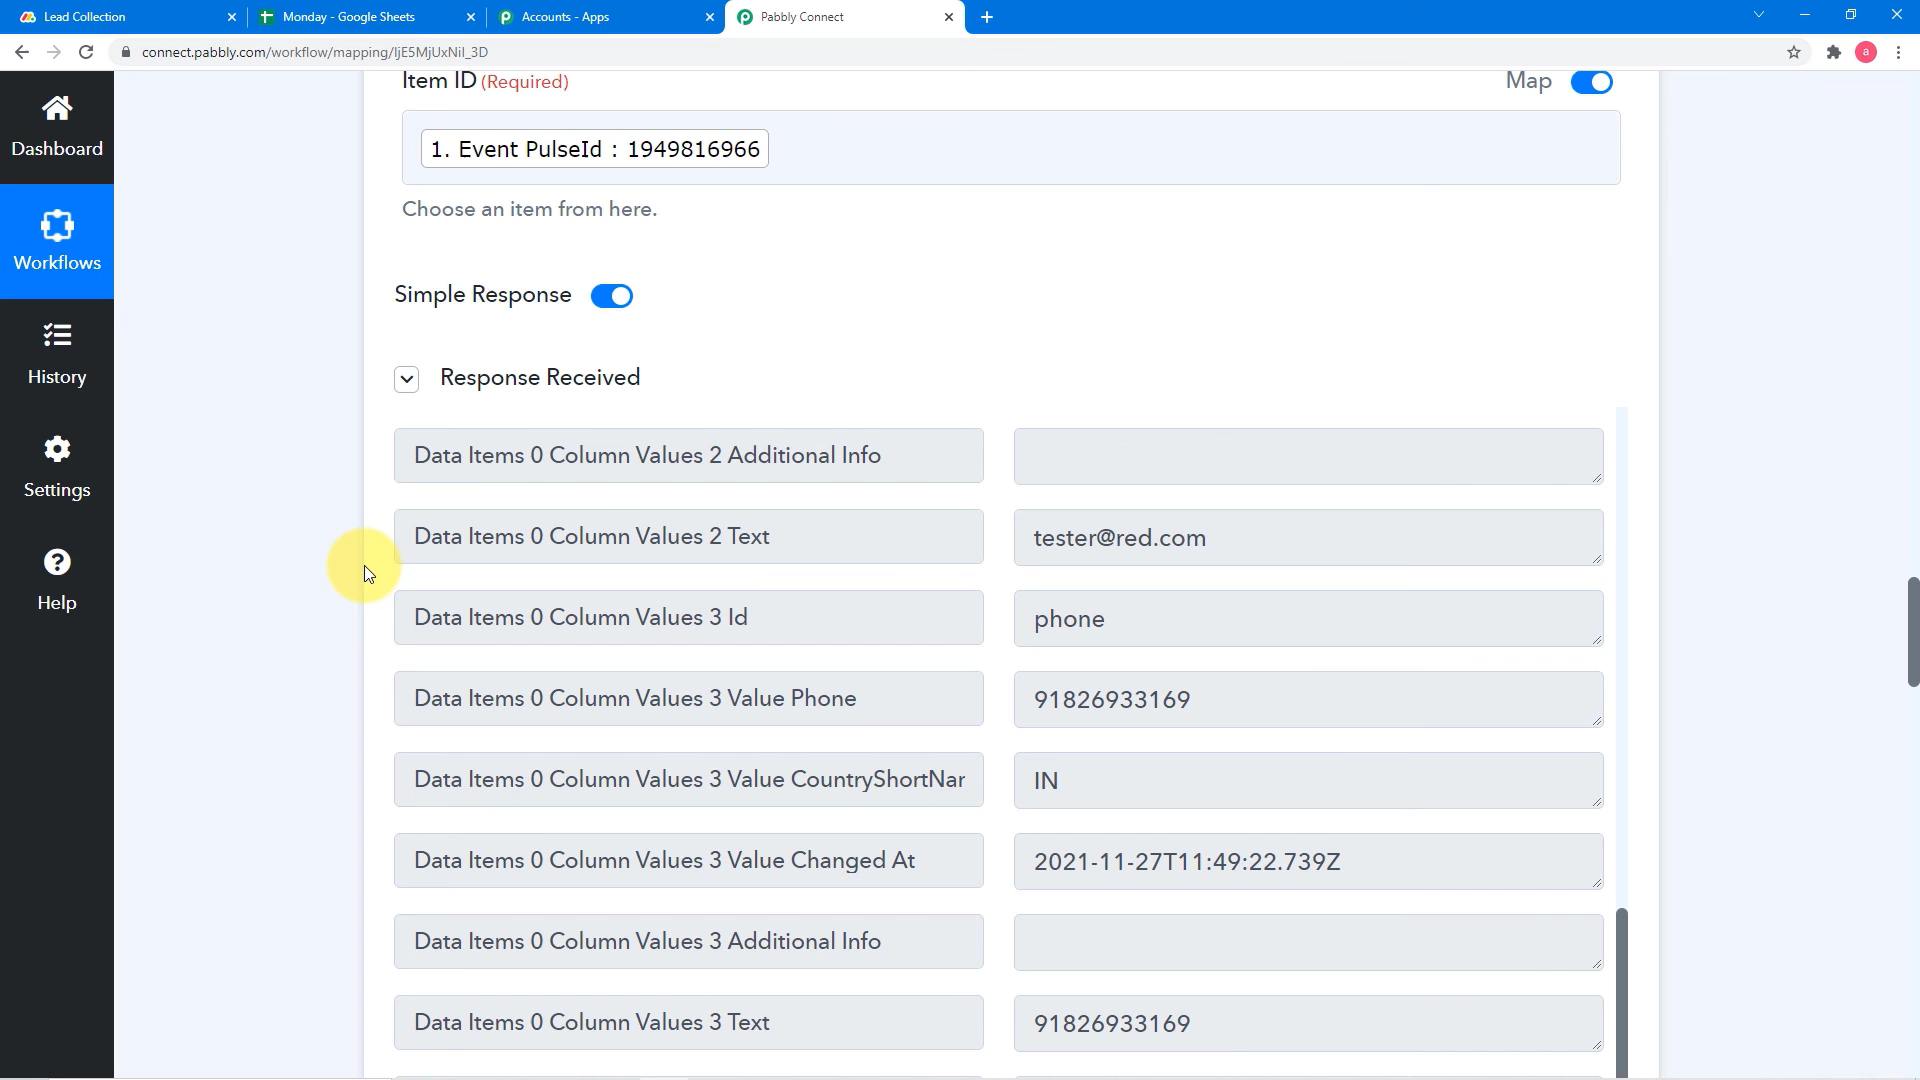 Lead Collection
Monday - Google Sheets
Accounts - Apps
Pabbly Connect
connect.pabbly.com/workflow/mapping/IjE5MjUxNiI_3D
a
Dashboard
Workflows
History
Settings
Help
Item ID (Required)
Map
1. Event PulseId : 1949816966
Choose an item from here.
Simple Response
Response Received
Data Items 0 Column Values 2 Additional Info
Data Items 0 Column Values 2 Text
tester@red.com
Data Items 0 Column Values 3 Id
phone
Data Items 0 Column Values 3 Value Phone
91826933169
Data Items 0 Column Values 3 Value CountryShortNar
IN
Data Items 0 Column Values 3 Value Changed At
2021-11-27T11:49:22.739Z
Data Items 0 Column Values 3 Additional Info
Data Items 0 Column Values 3 Text
91826933169